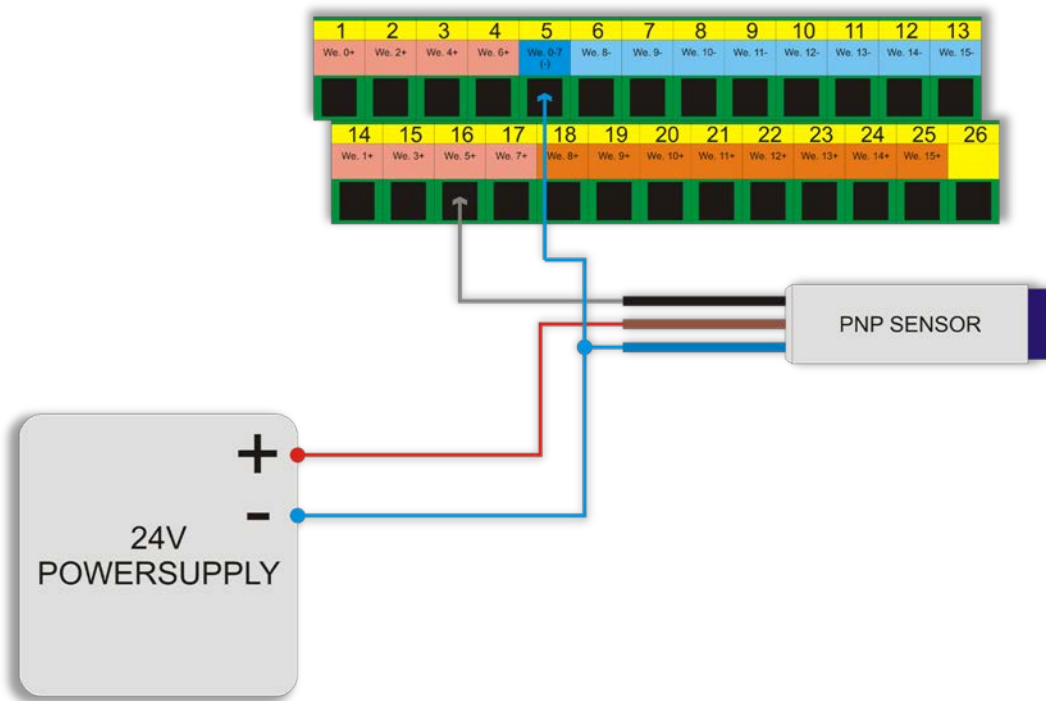 1 2 3 4 5 6 7 8 9 10 11 12 13
We. 0+ We. 2+ We. 4+ We. 6+ We. 0-7 We. 8- We. 9- We. 10- We. 11- We. 12- We. 13- We. 14- We. 15-
(-)
14 15 16 17 18 19 20 21 22 23 24 25 26
We. 1+ We. 3+ We. 5+ We. 7+ We. 8+ We. 9+ We. 10+ We. 11+ We. 12+ We. 13+ We. 14+ We. 15+
PNP SENSOR
+
-
24V
POWERSUPPLY